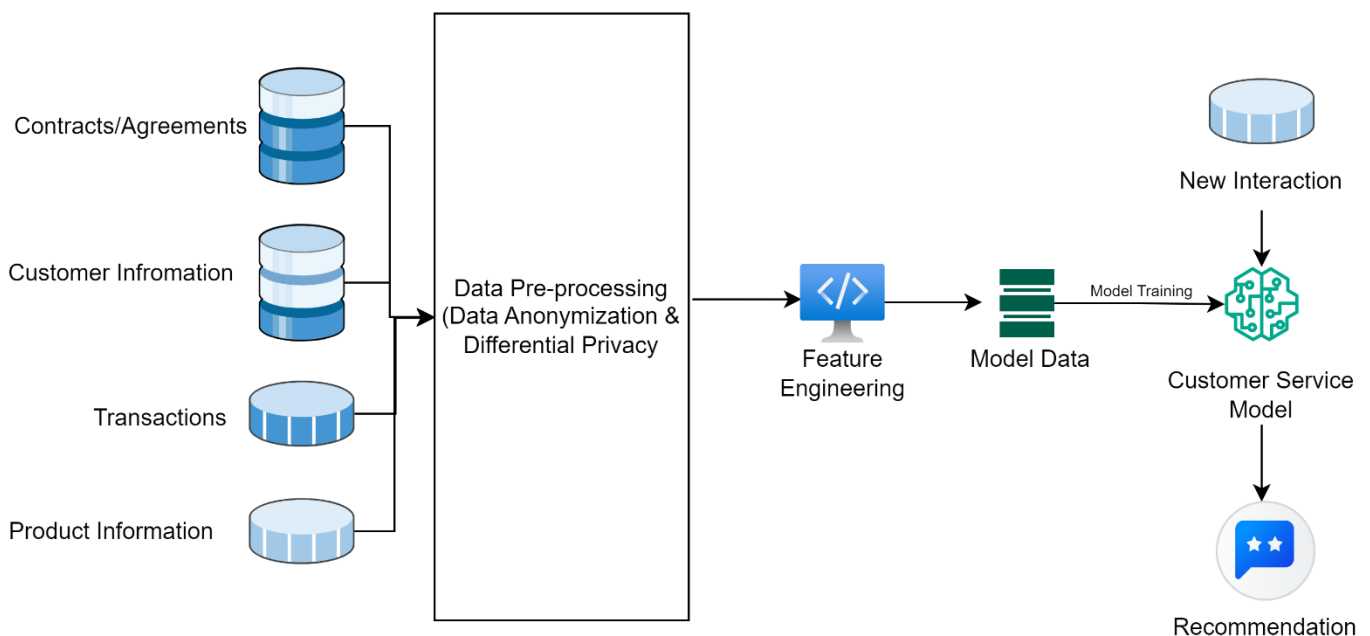 Contracts/Agreements
Customer Infromation
Transactions
Product Information
Data Pre-processing
(Data Anonymization &
Differential Privacy
</>
Feature
Engineering
Model Data
Model Training
New Interaction
Customer Service
Model
Recommendation